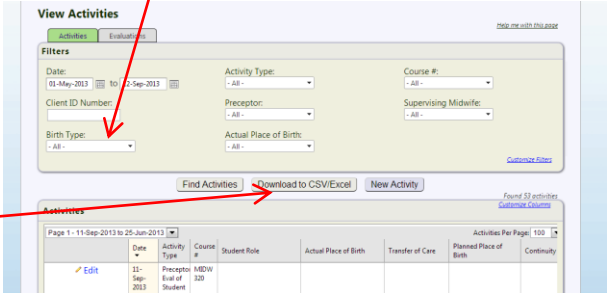 View Activities
Help me with this page
Activities Evaluations
Filters
Date: Activity Type: Course #:
01-May-2013 to 2-Sep-2013 - All - - All -
Client ID Number: Preceptor: Supervising Midwife:
- All - - All -
Birth Type: Actual Place of Birth:
- All - - All -
Customize Filters
Find Activities Download to CSV/Excel New Activity
Found 53 activities
Activities Customize Columns
Page 1 - 11-Sep-2013 to 25-Jun-2013 Activities Per Page: 100
Date Activity Type Course # Student Role Actual Place of Birth Transfer of Care Planned Place of Birth Continuity
Edit 11-Sep-2013 Preceptor Eval of Student MIDW 320